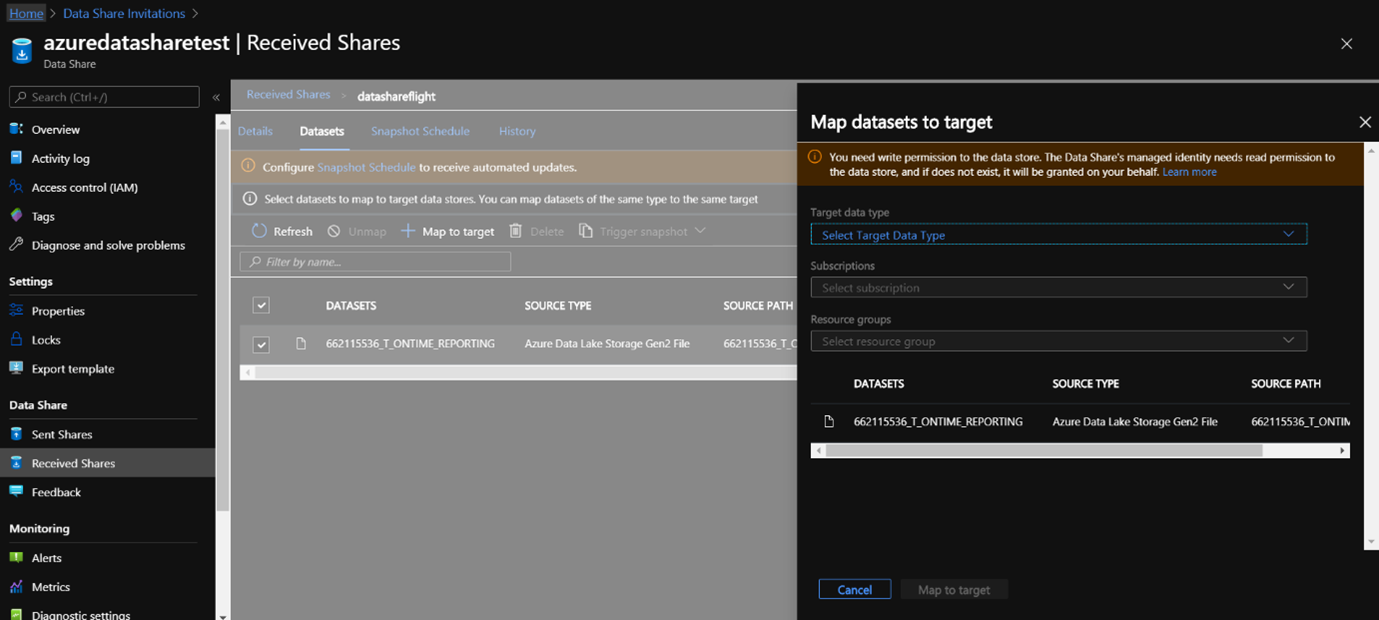 Home > Data Share Invitations >
azuredatasharetest | Received Shares
Data Share
Search (Ctrl+/)
«
Overview
Activity log
Access control (IAM)
Tags
Diagnose and solve problems
Settings
Properties
Locks
Export template
Data Share
Sent Shares
Received Shares
Feedback
Monitoring
Alerts
Metrics
Diagnostic settings
Received Shares > datashareflight
Details Datasets Snapshot Schedule History
Configure Snapshot Schedule to receive automated updates.
Select datasets to map to target data stores. You can map datasets of the same type to the same target
Refresh Unmap Map to target Delete Trigger snapshot
Filter by name...
DATASETS SOURCE TYPE SOURCE PATH
662115536_T_ONTIME_REPORTING Azure Data Lake Storage Gen2 File 662115536_T_C
Map datasets to target
You need write permission to the data store. The Data Share's managed identity needs read permission to
the data store, and if does not exist, it will be granted on your behalf. Learn more
Target data type
Select Target Data Type
Subscriptions
Select subscription
Resource groups
Select resource group
DATASETS SOURCE TYPE SOURCE PATH
662115536_T_ONTIME_REPORTING Azure Data Lake Storage Gen2 File 662115536_T_ONTIM
Cancel Map to target